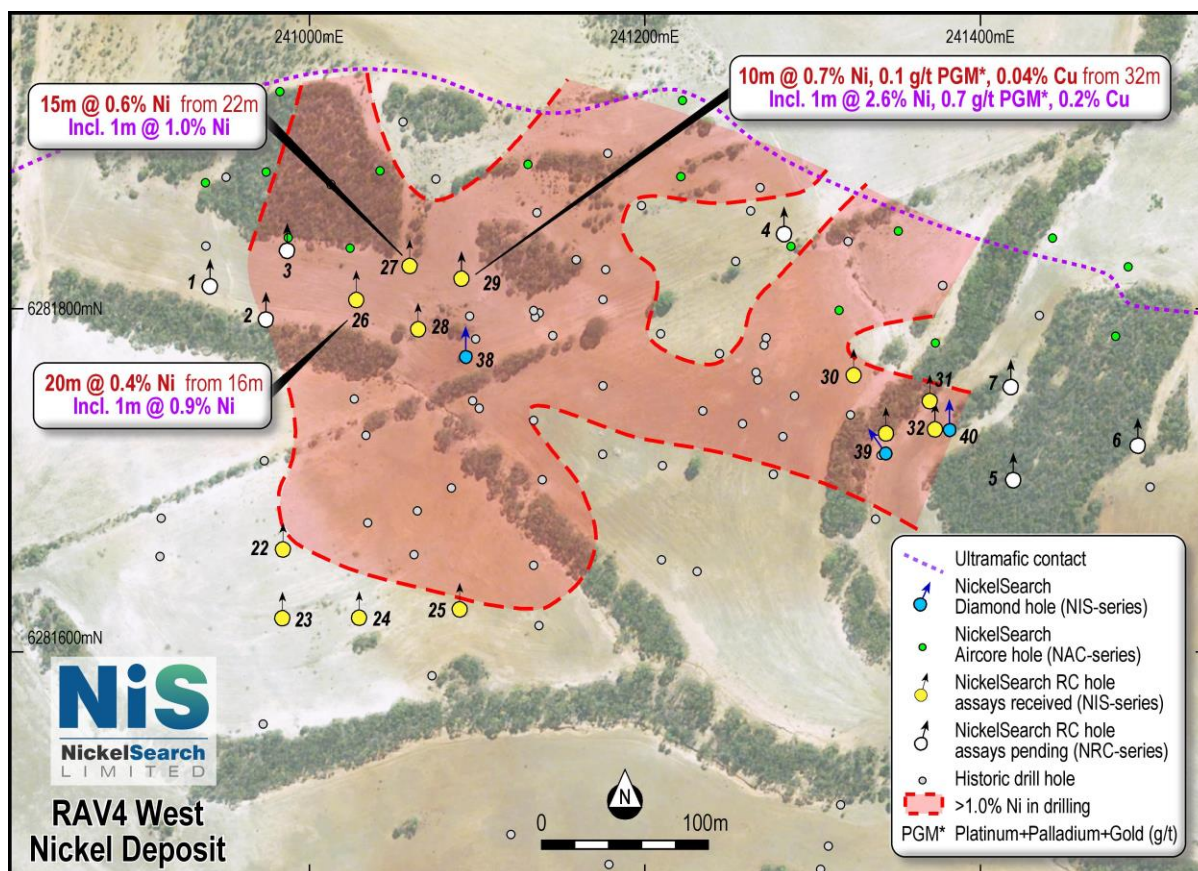 241000mE
241200mE
241400mE
15m @ 0.6% Ni from 22m
Incl. 1m @ 1.0% Ni
10m @ 0.7% Ni, 0.1 g/t PGM*, 0.04% Cu from 32m
Incl. 1m @ 2.6% Ni, 0.7 g/t PGM*, 0.2% Cu
4
3
27
29
1
6281800mN
2
26
28
38
20m @ 0.4% Ni from 16m
Incl. 1m @ 0.9% Ni
30
31
7
32
40
39
6
5
22
23
24
25
6281600mN
NiS
NickelSearch
LIMITED
RAV4 West
Nickel Deposit
N
0
100m
Ultramafic contact
NickelSearch
Diamond hole (NIS-series)
NickelSearch
Aircore hole (NAC-series)
NickelSearch RC hole
assays received (NIS-series)
NickelSearch RC hole
assays pending (NRC-series)
Historic drill hole
>1.0% Ni in drilling
PGM* Platinum+Palladium+Gold (g/t)